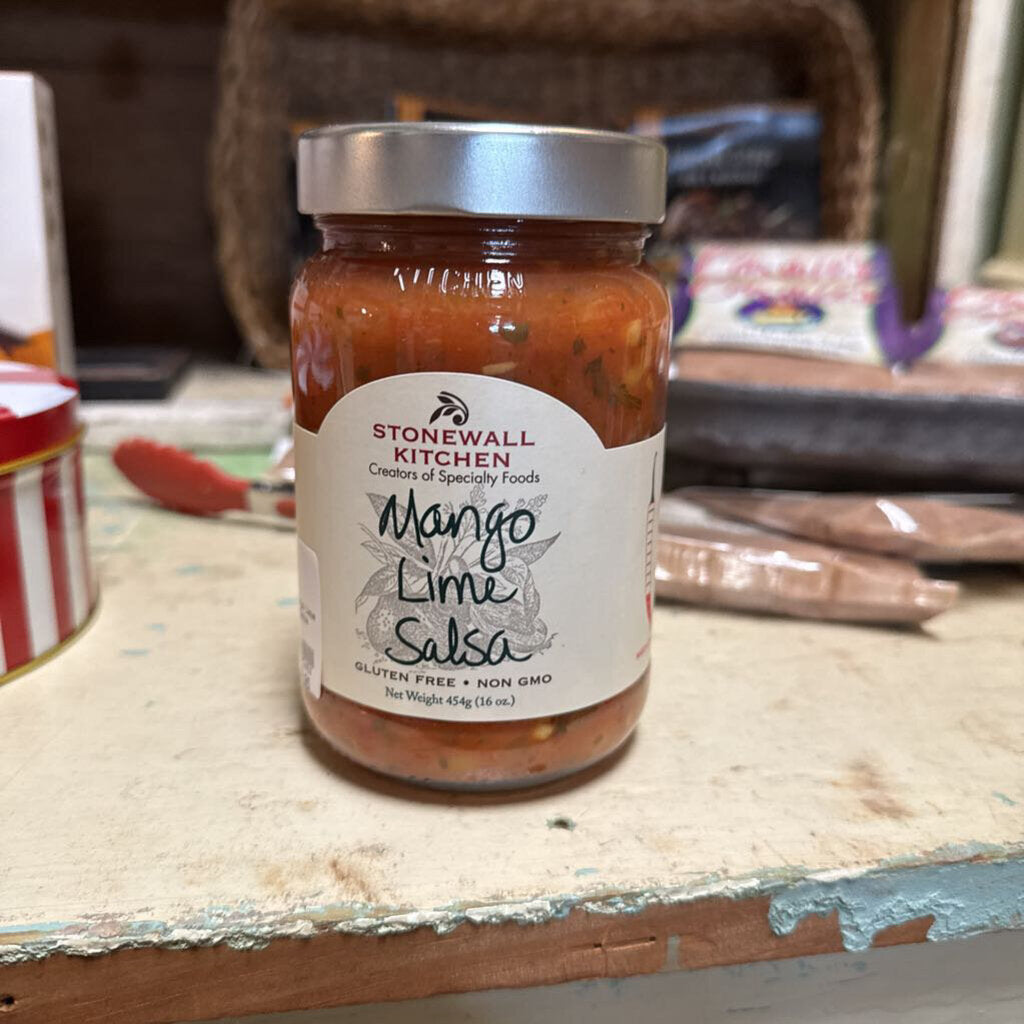 STONEWALL
KITCHEN
Creators of Specialty Foods
Mango
Lime
Salsa
GLUTEN FREE • NON GMO
Net Weight 454g (16 oz.)